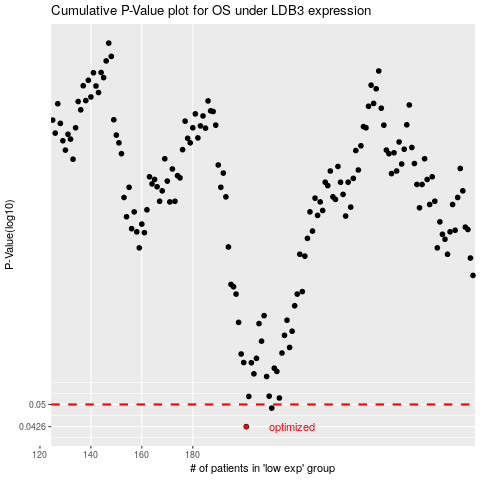 Cumulative P-Value plot for OS under LDB3 expression
P-Value(log10)
0.05
0.0426
optimized
120 140 160 180
# of patients in 'low exp' group